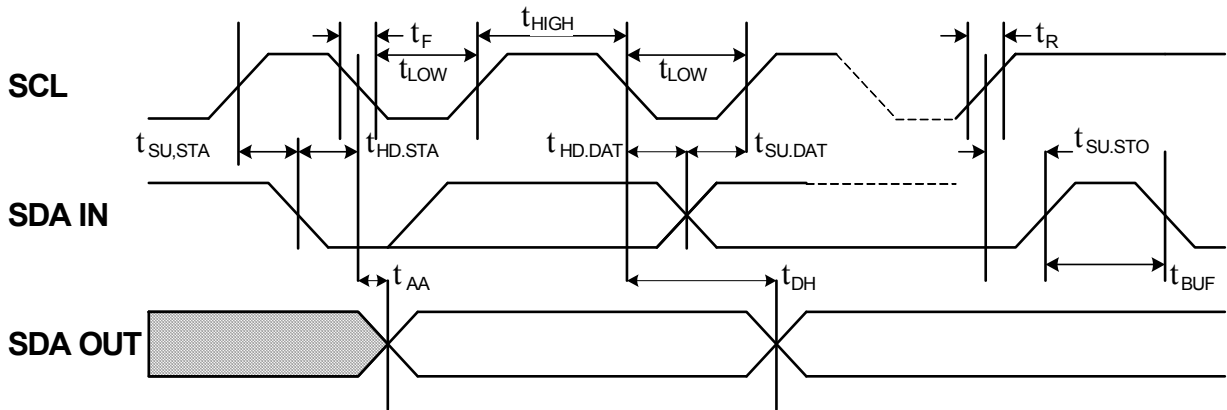 tF
tHIGH
tR
tLOW
tLOW
SCL
tSU,STA
tHD.STA
tHD.DAT
tSU.DAT
tSU.STO
SDA IN
tAA
tDH
tBUF
SDA OUT